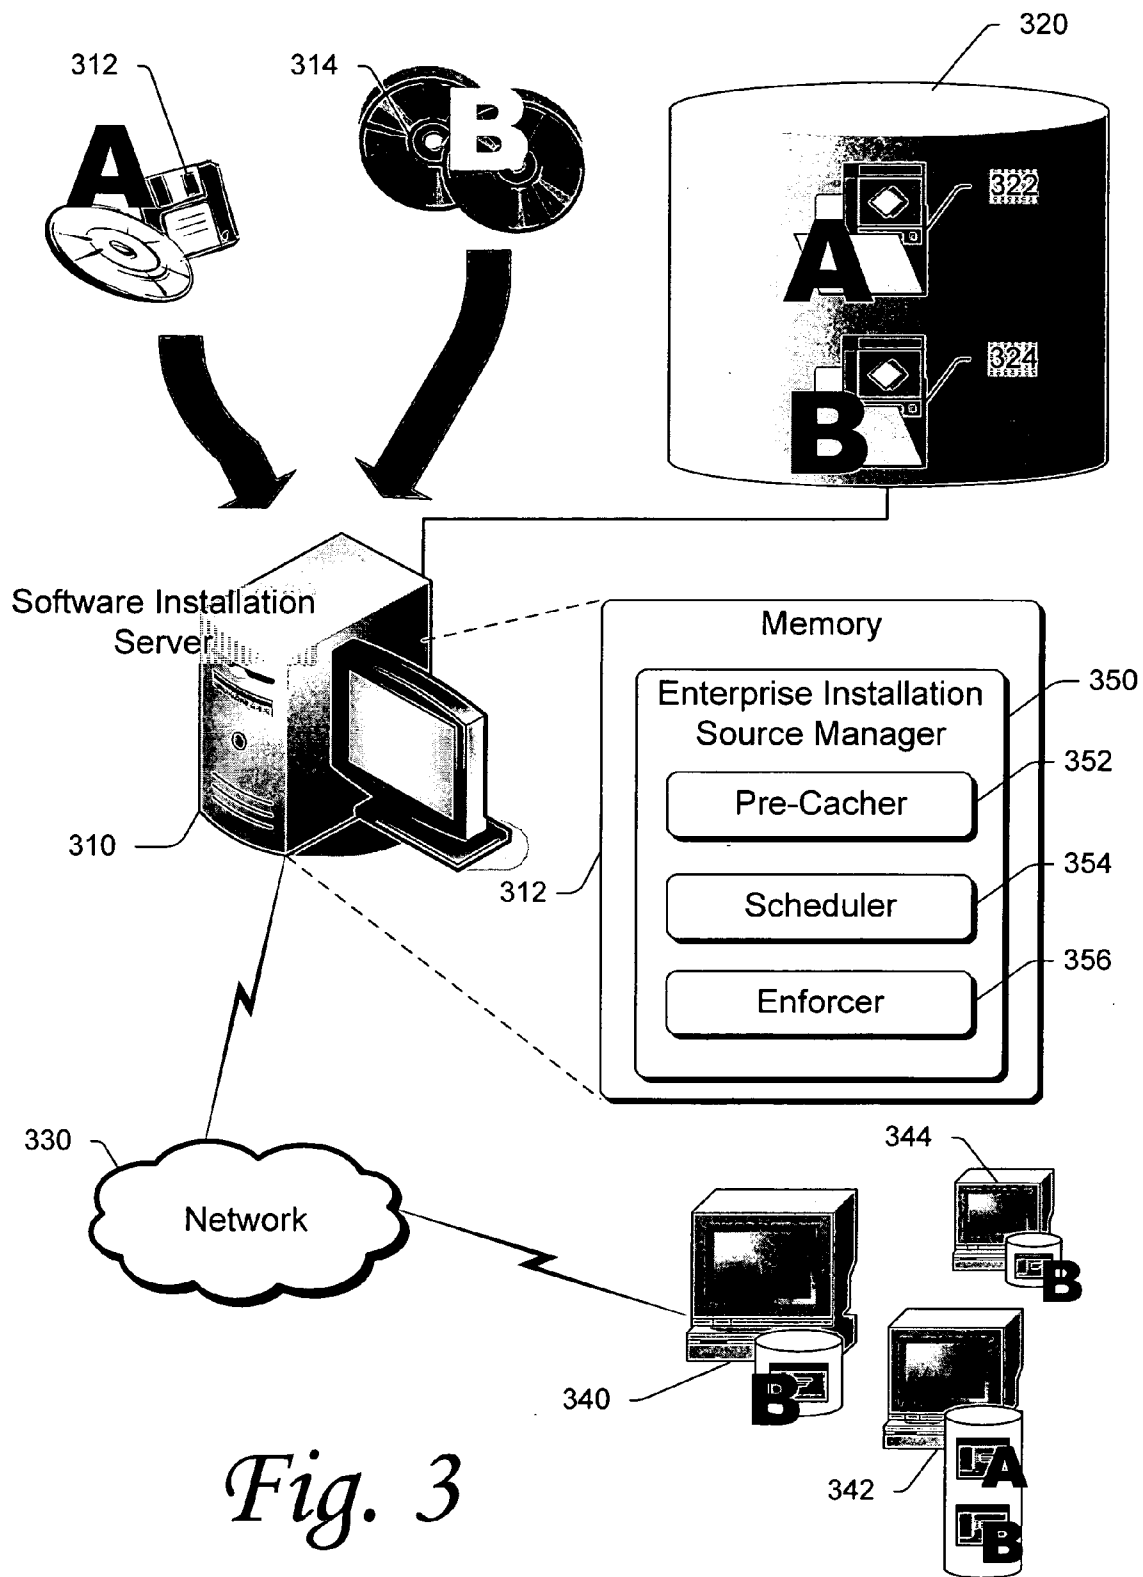 320
312
314
A
B
322
A
324
B
Software Installation
Server
Memory
Enterprise Installation
Source Manager
350
Pre-Cacher
352
310
312
Scheduler
354
Enforcer
356
330
Network
344
B
340
B
342
A
B
Fig. 3